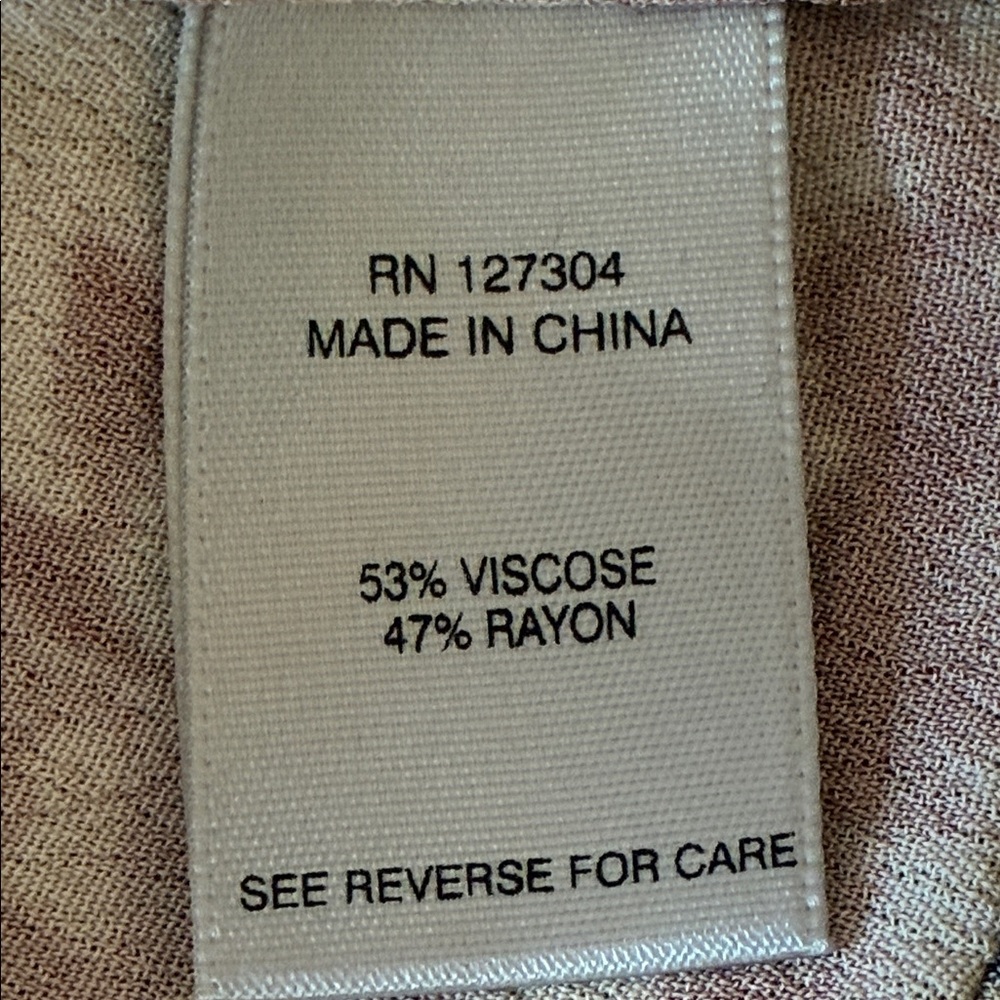 RN 127304
MADE IN CHINA
53% VISCOSE
47% RAYON
SEE REVERSE FOR CARE